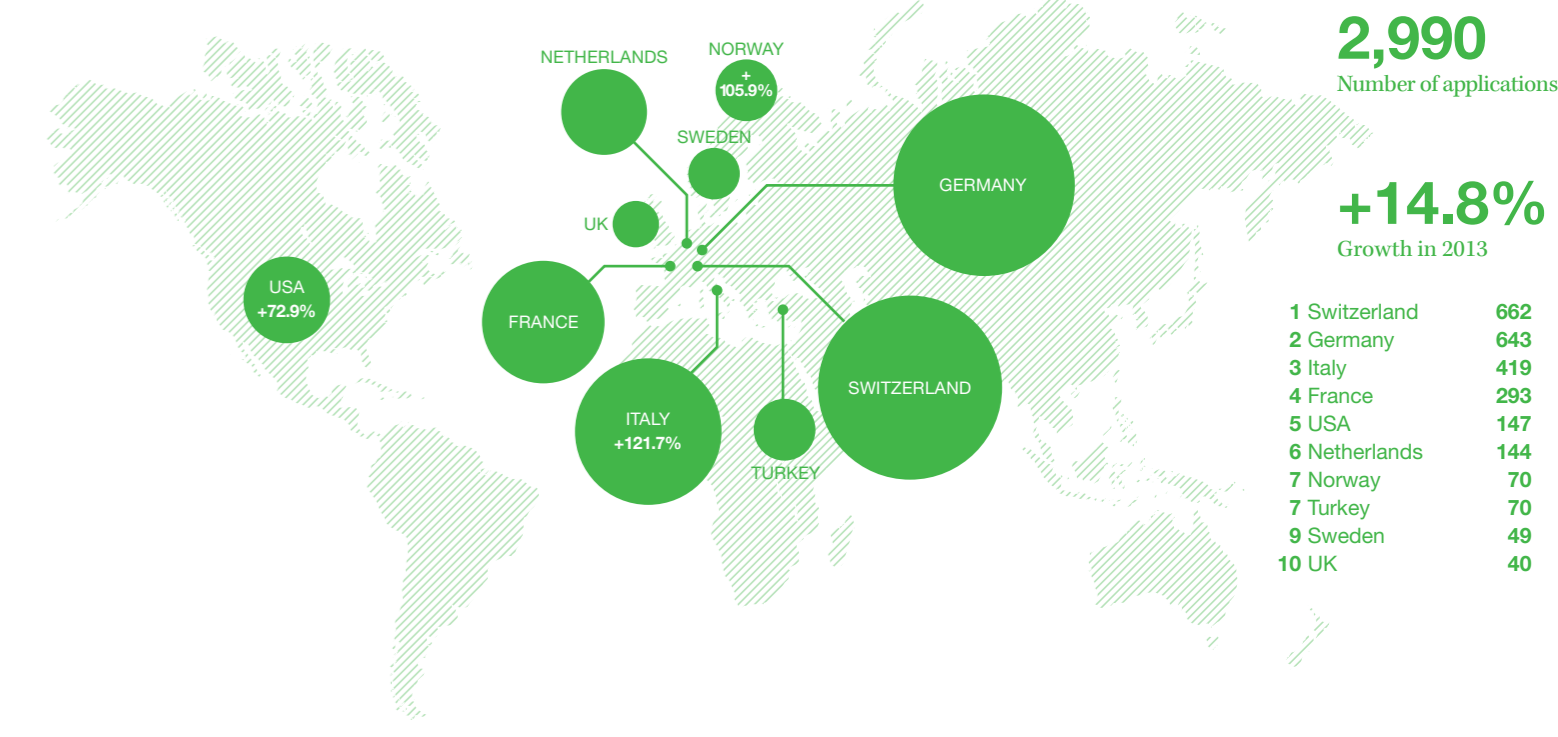 NETHERLANDS
NORWAY
+
105.9%
SWEDEN
UK
GERMANY
USA
+72.9%
FRANCE
ITALY
+121.7%
TURKEY
SWITZERLAND
2,990
Number of applications
+14.8%
Growth in 2013
1 Switzerland 662
2 Germany 643
3 Italy 419
4 France 293
5 USA 147
6 Netherlands 144
7 Norway 70
7 Turkey 70
9 Sweden 49
10 UK 40